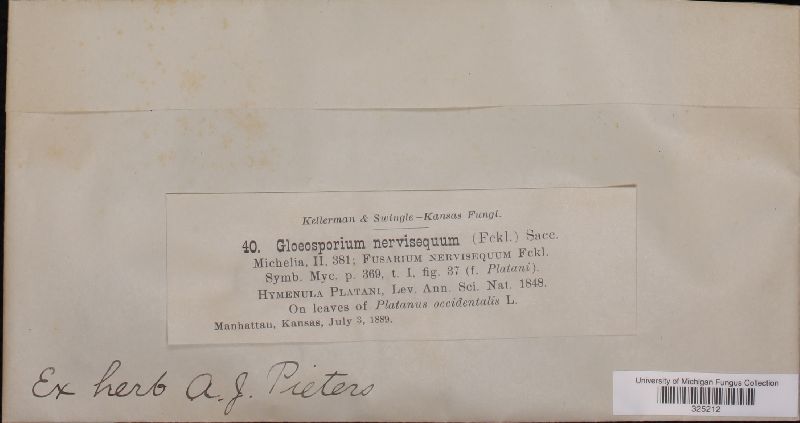 Kellerman & Swingle—Kansas Fungi.
40. Gloeosporium nervisequum (Fckl.) Sacc.
Michelia, II, 381; FUSARIUM NERVISEQUUM Fckl.
Symb. Myc. p. 369, t. I, fig. 37 (f. Platani).
HYMENULA PLATANI, Lev. Ann. Sci. Nat. 1848.
On leaves of Platanus occidentalis L.
Manhattan, Kansas, July 3, 1889.
Ex herb A. J. Pieters
University of Michigan Fungus Collection
325212